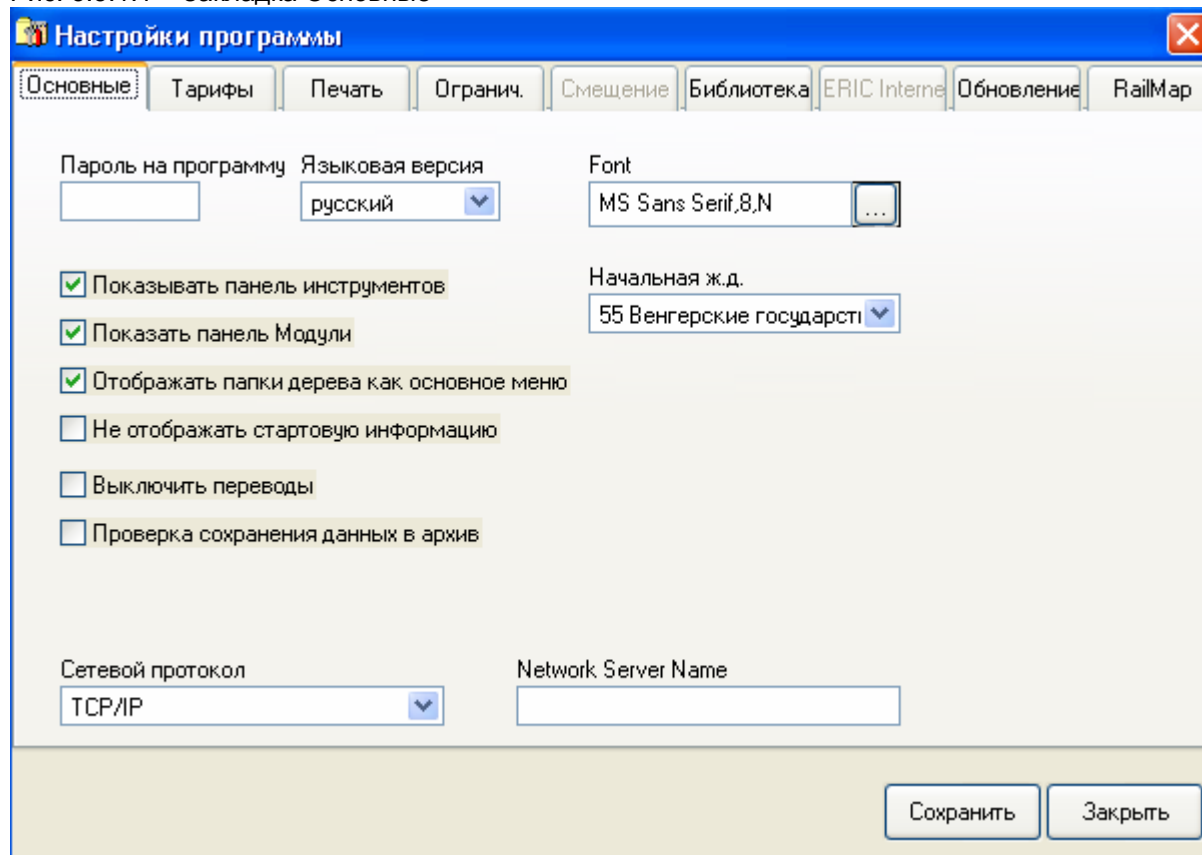 Настройки программы
Основные Тарифы Печать Огранич. Смещение Библиотека ERIC Interne Обновление RailMap
Пароль на программу Языковая версия Font
русский MS Sans Serif,8,N ...
Показывать панель инструментов Начальная ж.д.
55 Венгерские государст
Показать панель Модули
Отображать папки дерева как основное меню
Не отображать стартовую информацию
Выключить переводы
Проверка сохранения данных в архив
Сетевой протокол Network Server Name
TCP/IP
Сохранить Закрыть